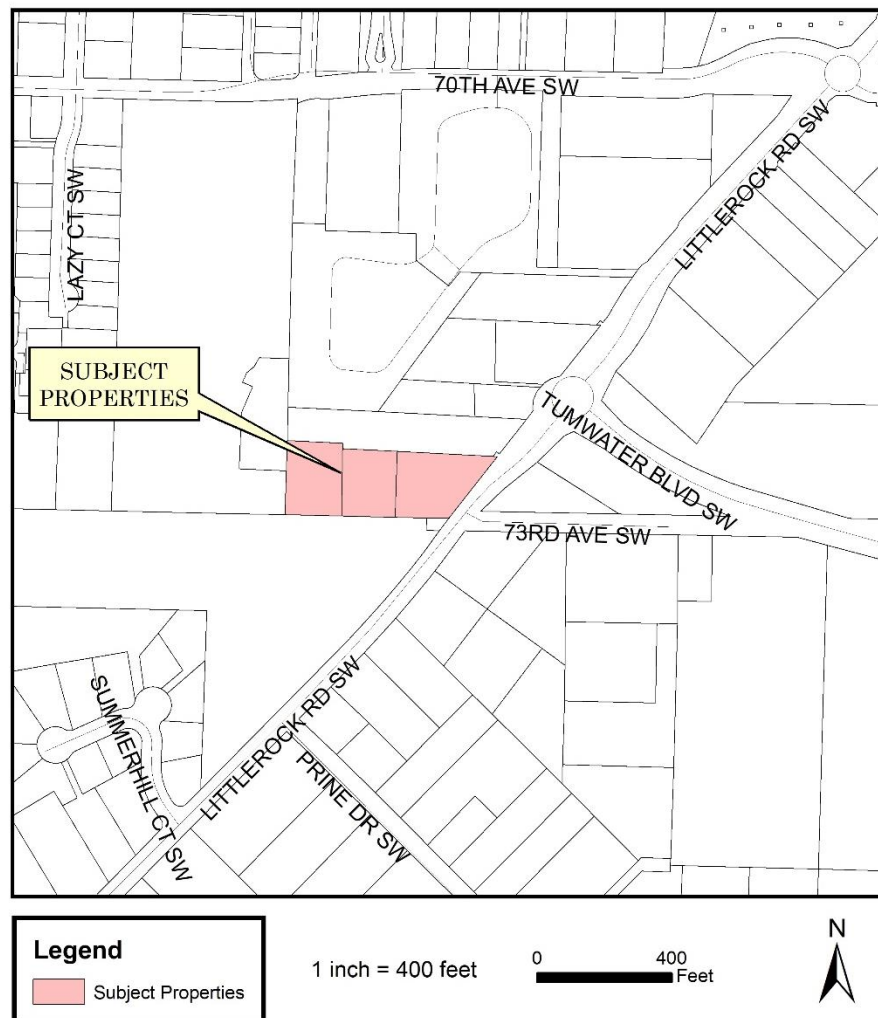 70TH AVE SW
LITTLEROCK RD SW
LAZY CT SW
SUBJECT
PROPERTIES
TUMWATER BLVD SW
73RD AVE SW
SUMMERHILL CT SW
LITTLEROCK RD SW
PRINE DR SW
Legend
Subject Properties
1 inch = 400 feet
0 400
Feet
N